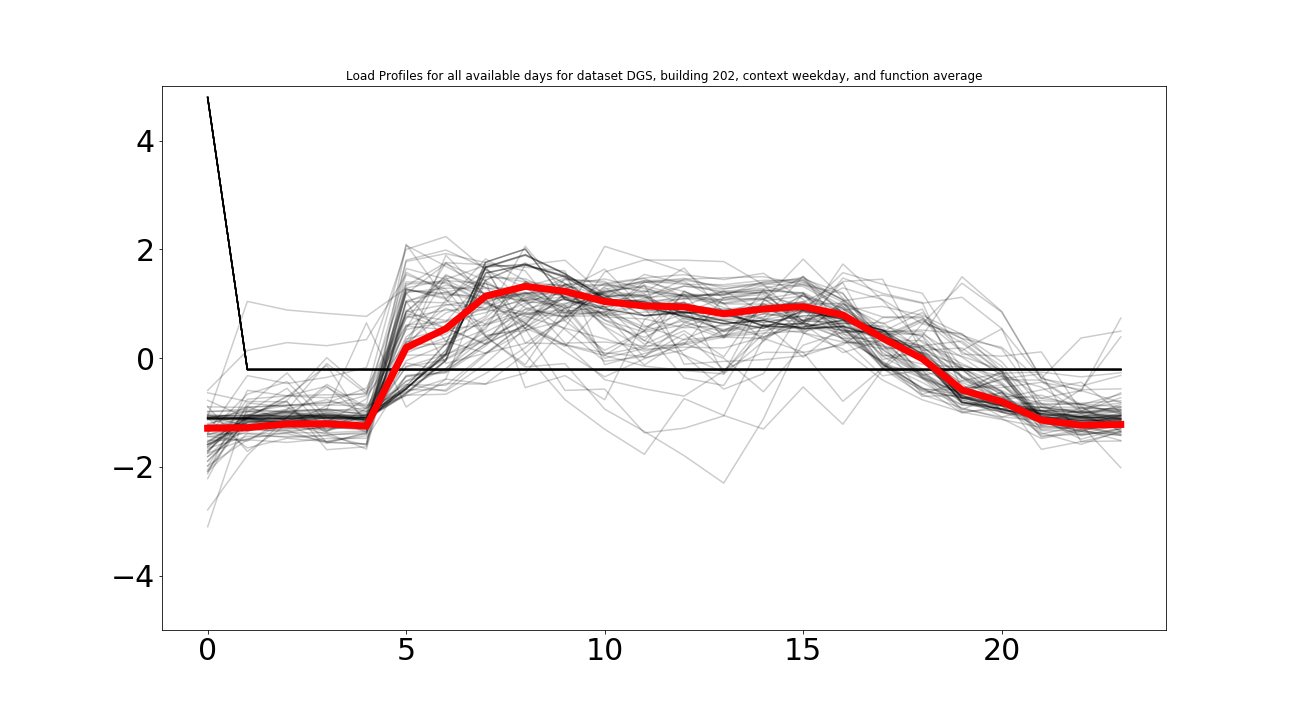 Load Profiles for all available days for dataset DGS, building 202, context weekday, and function average
4
2
0
−2
−4
0 5 10 15 20